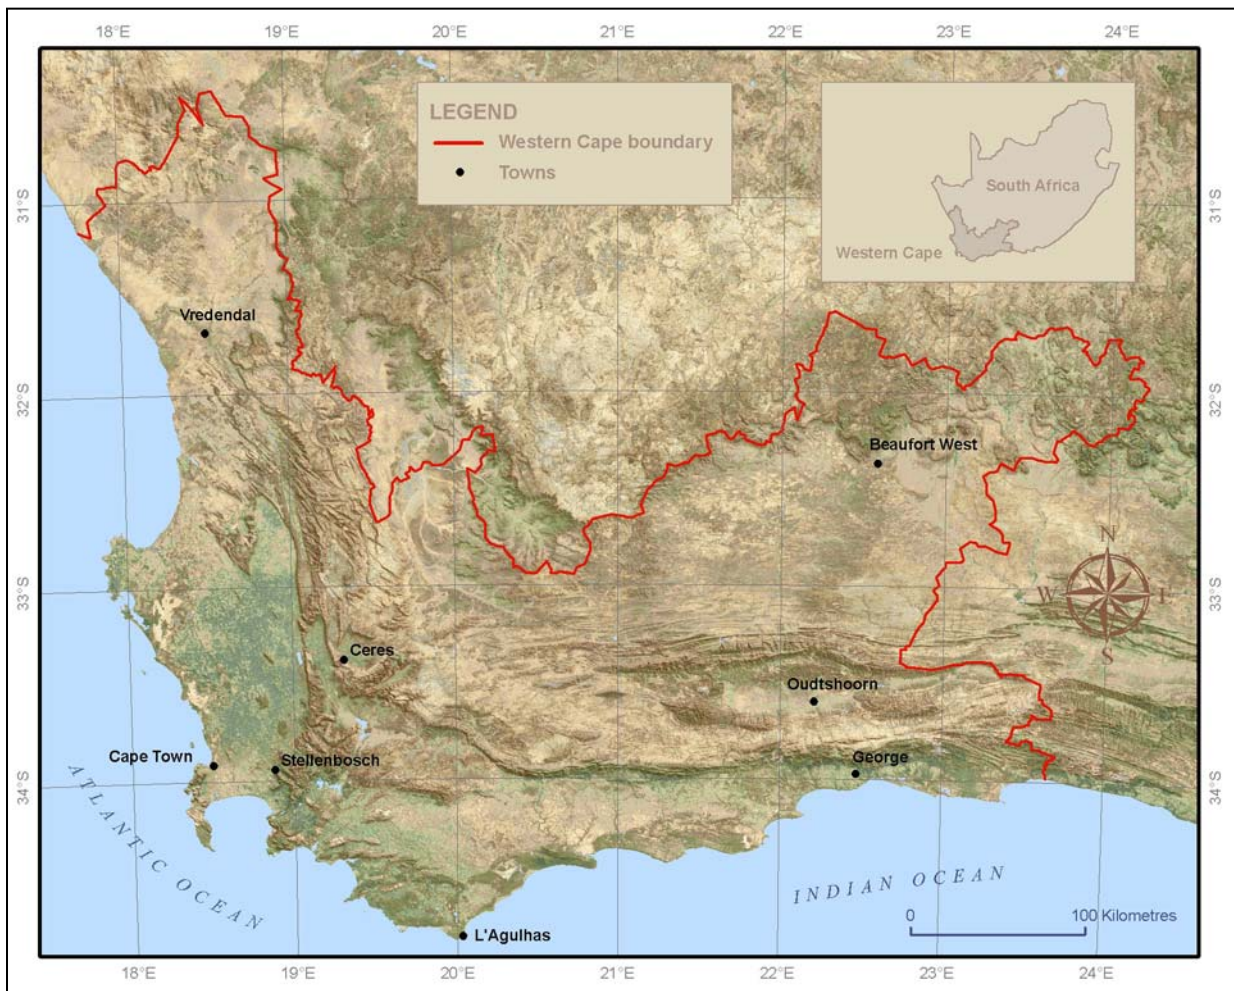 18°E 19°E 20°E 21°E 22°E 23°E 24°E
LEGEND
Western Cape boundary
Towns
South Africa
Western Cape
31°S 31°S
Vredendal
32°S 32°S
Beaufort West
N
W E
S
33°S 33°S
Ceres
Oudtshoorn
Cape Town
Stellenbosch
George
34°S 34°S
ATLANTIC OCEAN
INDIAN OCEAN
0 100 Kilometres
L'Agulhas
18°E 19°E 20°E 21°E 22°E 23°E 24°E